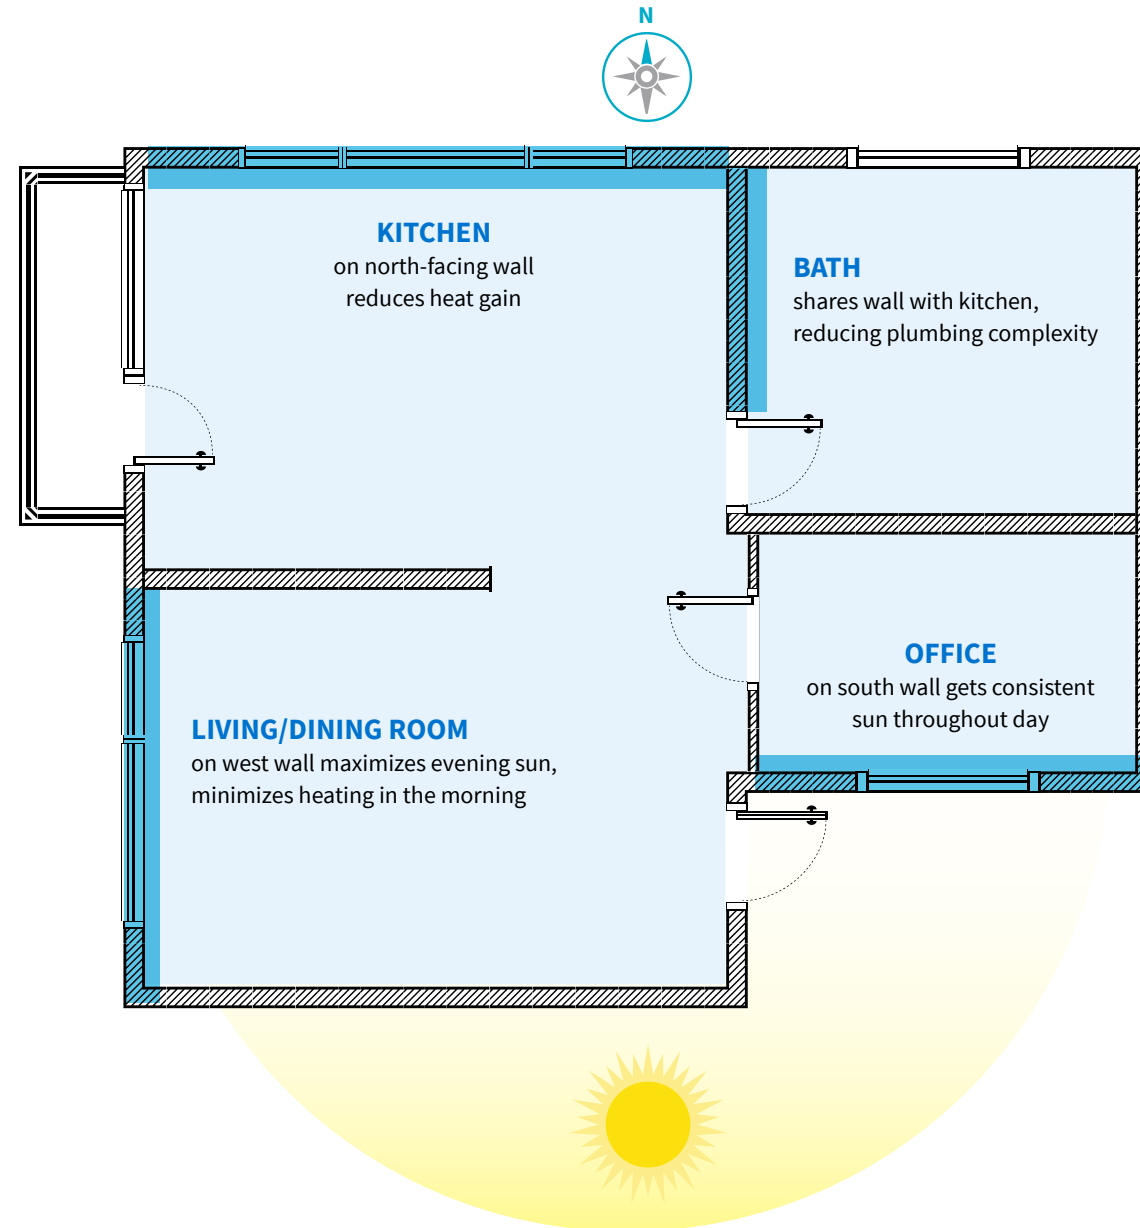 N
KITCHEN
on north-facing wall
reduces heat gain
BATH
shares wall with kitchen,
reducing plumbing complexity
OFFICE
on south wall gets consistent
sun throughout day
LIVING/DINING ROOM
on west wall maximizes evening sun,
minimizes heating in the morning